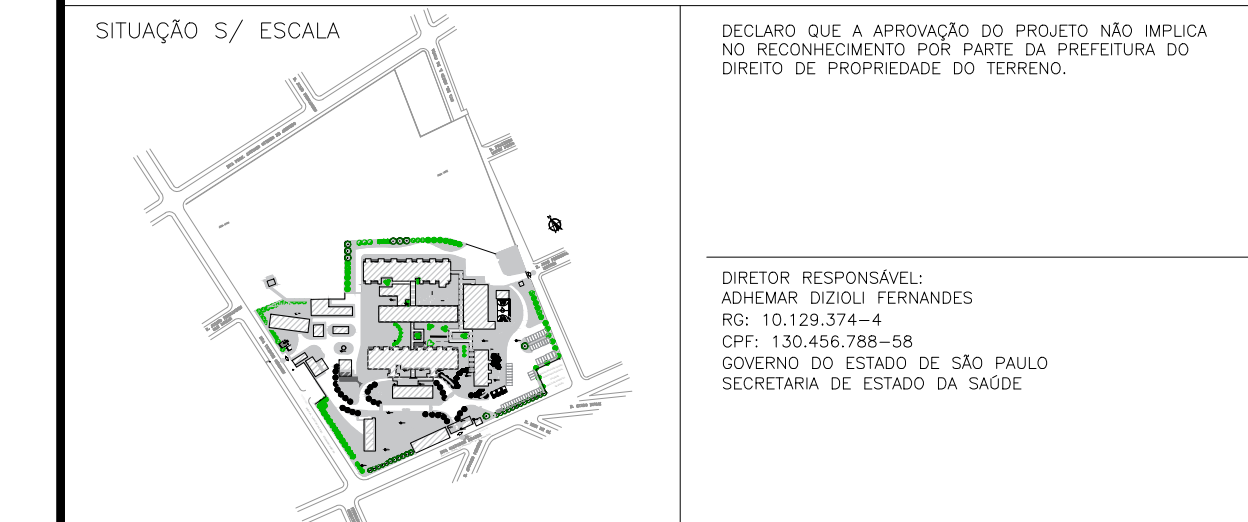 SITUAÇÃO S/ ESCALA
DECLARO QUE A APROVAÇÃO DO PROJETO NÃO IMPLICA
NO RECONHECIMENTO POR PARTE DA PREFEITURA DO
DIREITO DE PROPRIEDADE DO TERRENO.
DIRETOR RESPONSÁVEL:
ADHEMAR DIZIOLI FERNANDES
RG: 10.129.374-4
CPF: 130.456.788-58
GOVERNO DO ESTADO DE SÃO PAULO
SECRETARIA DE ESTADO DA SAÚDE